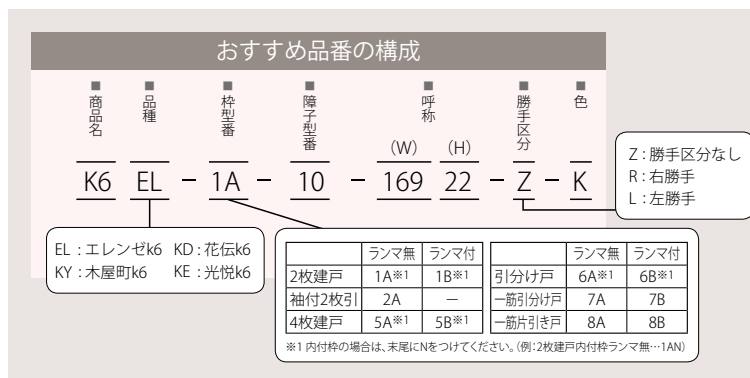 おすすめ品番の構成
■商品名
■品種
■枠型番
■障子型番
■呼称
■勝手区分
■色
(W) (H)
K6 EL − 1A − 10 − 169 22 − Z − K
Z：勝手区分なし
R：右勝手
L：左勝手
EL：エレンゼk6 KD：花伝k6
KY：木屋町k6 KE：光悦k6
ランマ無 ランマ付 ランマ無 ランマ付
2枚建戸 1A※1 1B※1 引分け戸 6A※1 6B※1
袖付2枚引 2A − 一筋引分け戸 7A 7B
4枚建戸 5A※1 5B※1 一筋片引き戸 8A 8B
※1 内付枠の場合は、末尾にNをつけてください。(例：2枚建戸内付枠ランマ無…1AN)